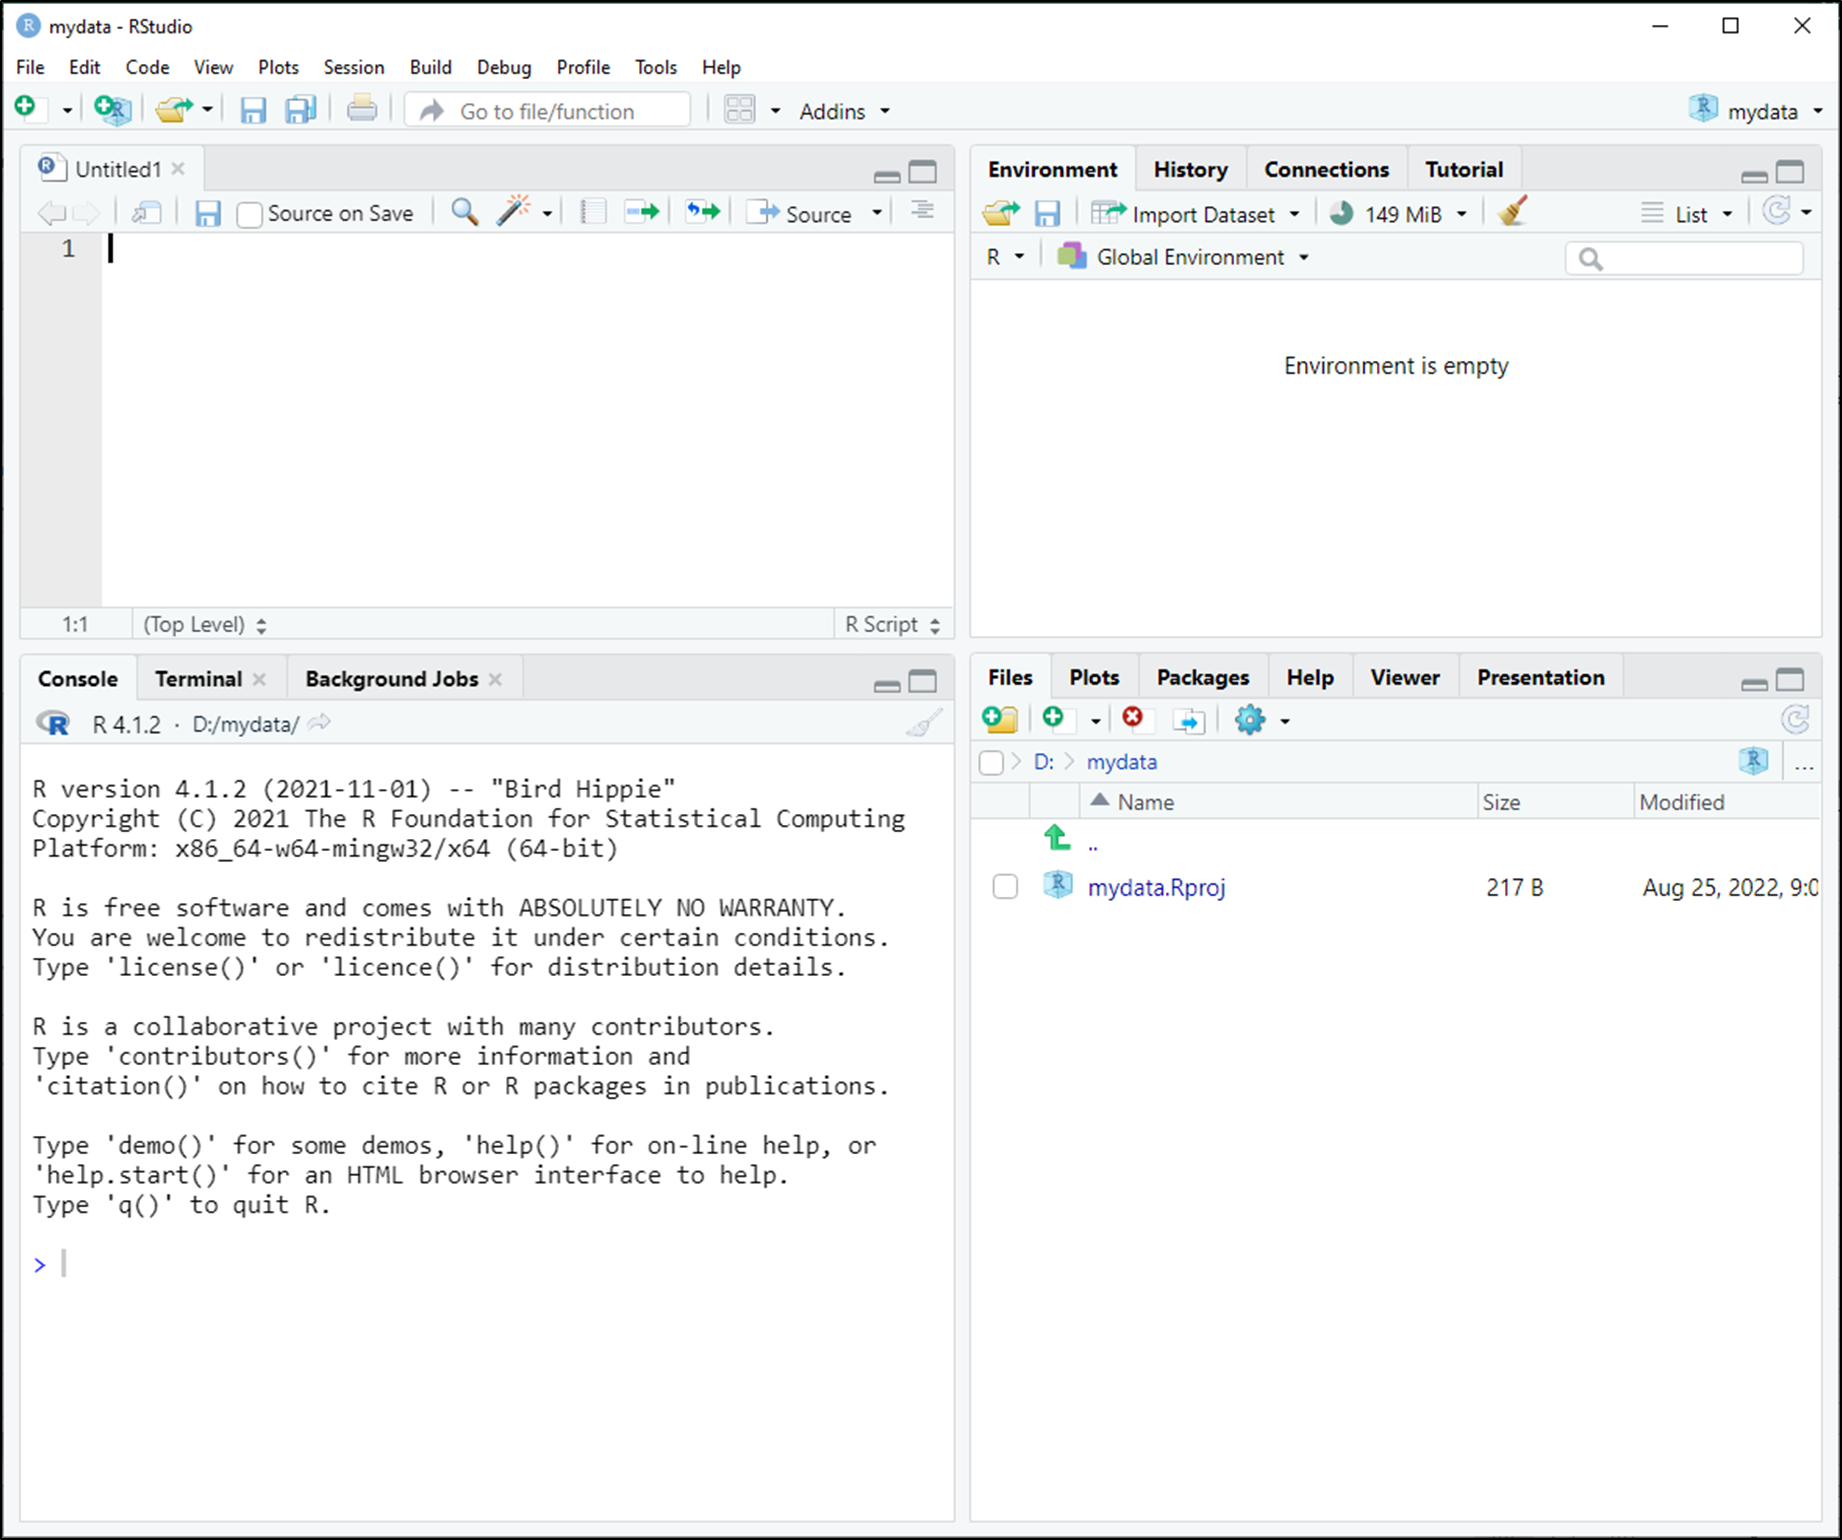 mydata - RStudio
File Edit Code View Plots Session Build Debug Profile Tools Help
Go to file/function Addins mydata
Untitled1
Source on Save Source
1
1:1 (Top Level) R Script
Console Terminal Background Jobs
R 4.1.2 · D:/mydata/
R version 4.1.2 (2021-11-01) -- "Bird Hippie"
Copyright (C) 2021 The R Foundation for Statistical Computing
Platform: x86_64-w64-mingw32/x64 (64-bit)
R is free software and comes with ABSOLUTELY NO WARRANTY.
You are welcome to redistribute it under certain conditions.
Type 'license()' or 'licence()' for distribution details.
R is a collaborative project with many contributors.
Type 'contributors()' for more information and
'citation()' on how to cite R or R packages in publications.
Type 'demo()' for some demos, 'help()' for on-line help, or
'help.start()' for an HTML browser interface to help.
Type 'q()' to quit R.
>
Environment History Connections Tutorial
Import Dataset 149 MiB List
R Global Environment
Environment is empty
Files Plots Packages Help Viewer Presentation
D: mydata ...
Name Size Modified
..
mydata.Rproj 217 B Aug 25, 2022, 9:0